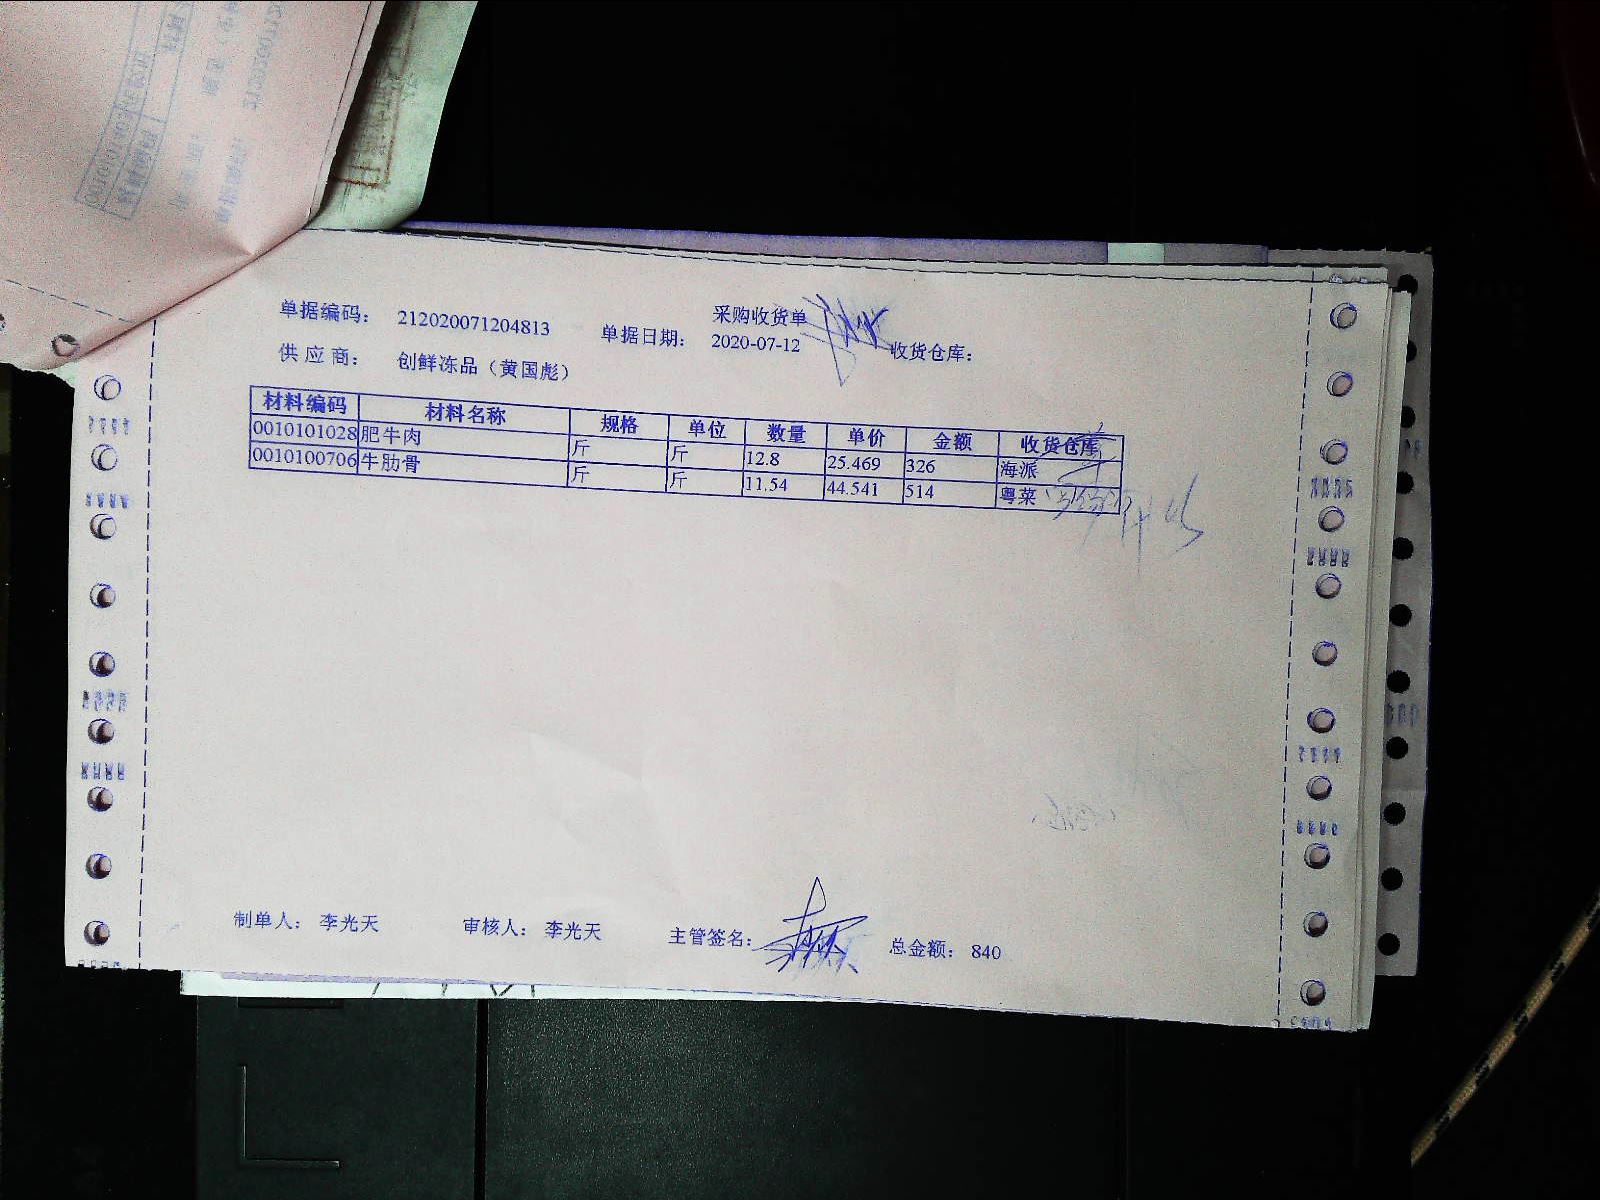 采购收货单
单据编码： 212020071204813 单据日期： 2020-07-12 收货仓库：
供 应 商： 创鲜冻品（黄国彪）
材料编码 材料名称 规格 单位 数量 单价 金额 收货仓库
0010101028 肥牛肉 斤 斤 12.8 25.469 326 海派
0010100706 牛肋骨 斤 斤 11.54 44.541 514 粤菜
制单人： 李光天 审核人： 李光天 主管签名： 总金额： 840